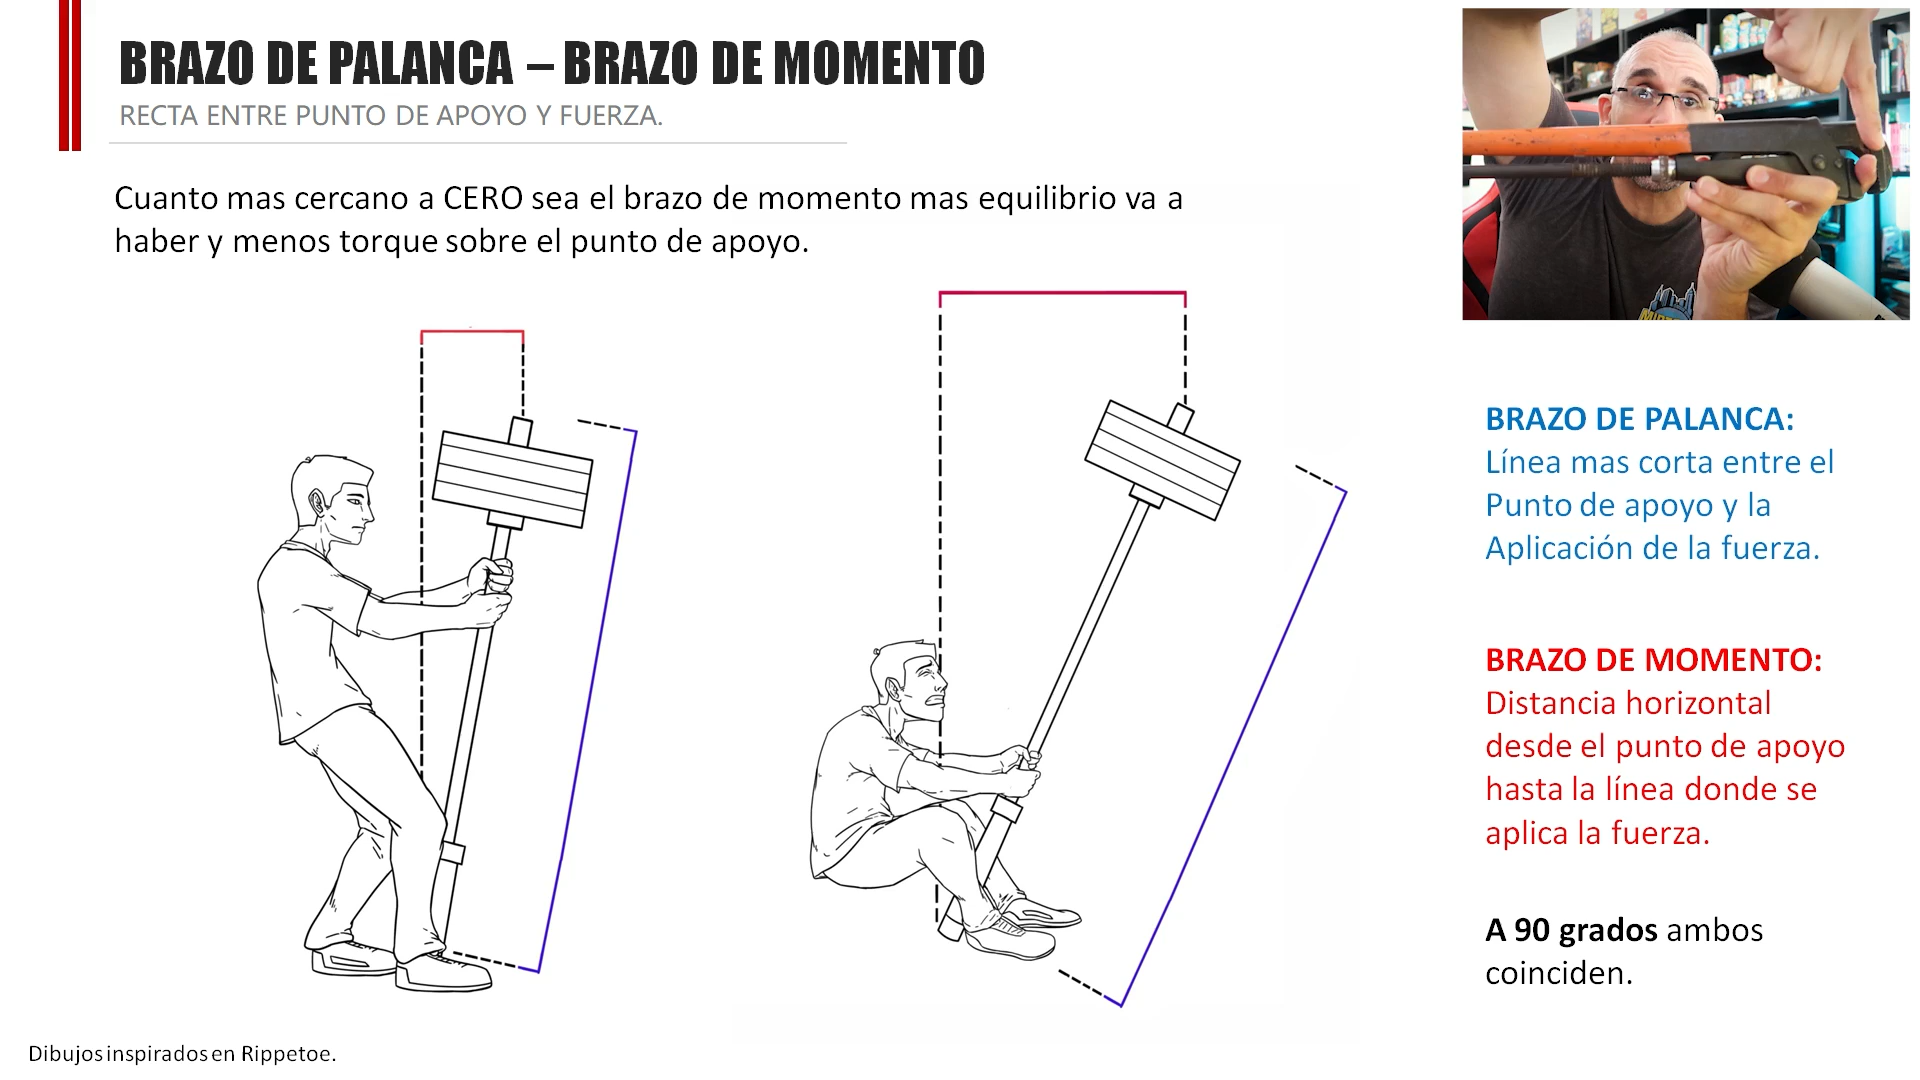 BRAZO DE PALANCA – BRAZO DE MOMENTO
RECTA ENTRE PUNTO DE APOYO Y FUERZA.
Cuanto mas cercano a CERO sea el brazo de momento mas equilibrio va a
haber y menos torque sobre el punto de apoyo.
BRAZO DE PALANCA:
Línea mas corta entre el
Punto de apoyo y la
Aplicación de la fuerza.
BRAZO DE MOMENTO:
Distancia horizontal
desde el punto de apoyo
hasta la línea donde se
aplica la fuerza.
A 90 grados ambos
coinciden.
Dibujos inspirados en Rippetoe.